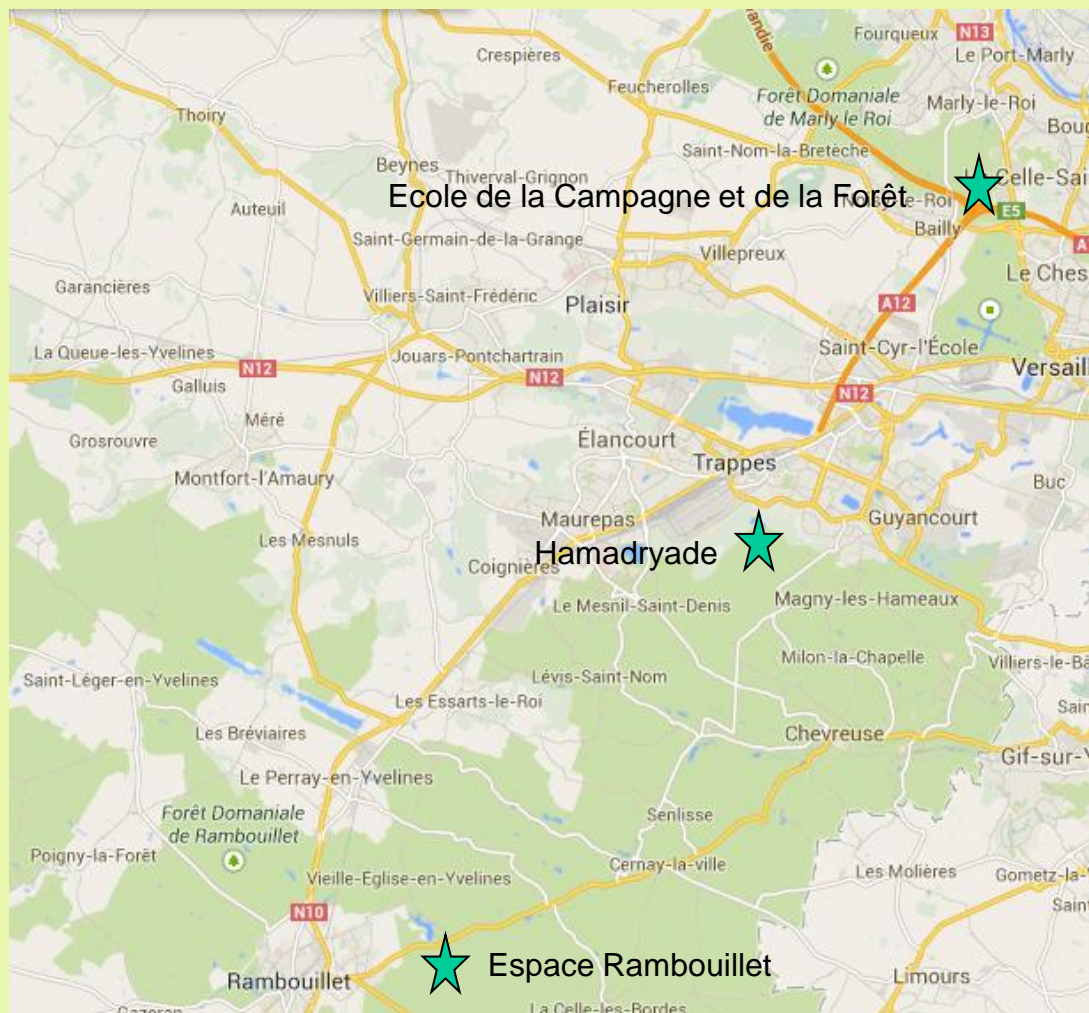 N13
Fourqueux
Crespières
Le Port-Marly
Feucherolles
Forêt Domaniale
de Marly le Roi
Marly-le-Roi
Thoiry
Saint-Nom-la-Bretèche
Beynes
Thiverval-Grignon
Ecole de la Campagne et de la Forêt
Auteuil
E5
Bailly
Saint-Germain-de-la-Grange
Villepreux
Garancières
Villiers-Saint-Frédéric
Plaisir
A12
La Queue-les-Yvelines
N12
Jouars-Pontchartrain
N12
Saint-Cyr-l'École
Galluis
N12
Méré
Grosrouvre
Élancourt
Trappes
Montfort-l'Amaury
Buc
Maurepas
Guyancourt
Les Mesnuls
Coignières
Hamadryade
Le Mesnil-Saint-Denis
Magny-les-Hameaux
Milon-la-Chapelle
Saint-Léger-en-Yvelines
Lévis-Saint-Nom
Les Essarts-le-Roi
Les Bréviaires
Chevreuse
Le Perray-en-Yvelines
Forêt Domaniale
de Rambouillet
Senlisse
Poigny-la-Forêt
Cernay-la-ville
Vieille-Église-en-Yvelines
Les Molières
N10
Rambouillet
Espace Rambouillet
Limours
La Celle-les-Bordes